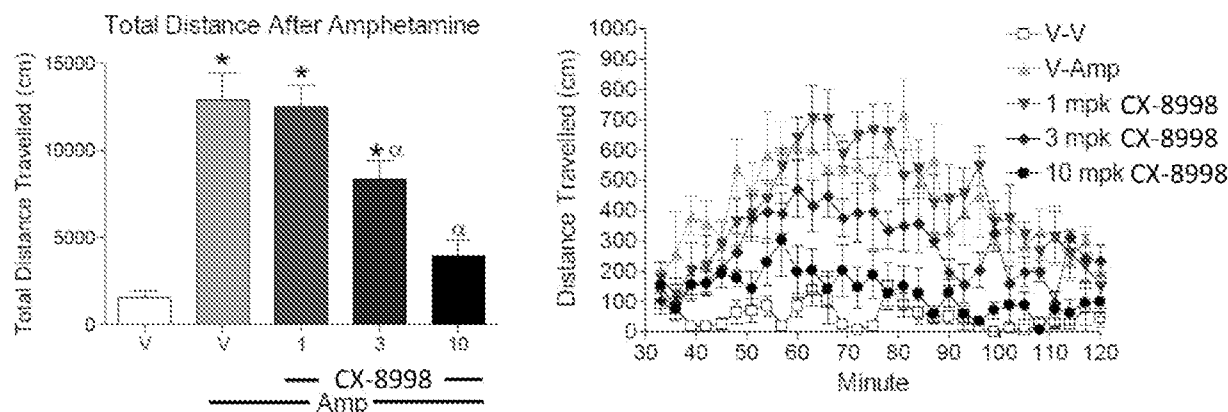 Total Distance After Amphetamine
Total Distance Travelled (cm)
15000
10000
5000
0
*
*
* α
α
V V 1 3 10
CX-8998
Amp
Distance Travelled (cm)
1000
900
800
700
600
500
400
300
200
100
0
30 40 50 60 70 80 90 100 110 120
Minute
V-V
V-Amp
1 mpk CX-8998
3 mpk CX-8998
10 mpk CX-8998